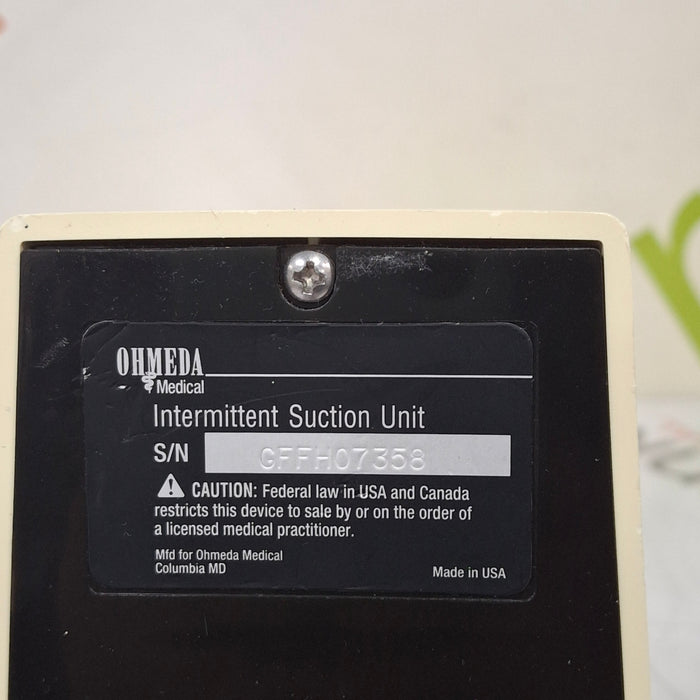 OHMEDA
Medical
Intermittent Suction Unit
S/N GFFH07358
CAUTION: Federal law in USA and Canada
restricts this device to sale by or on the order of
a licensed medical practitioner.
Mfd for Ohmeda Medical
Columbia MD
Made in USA